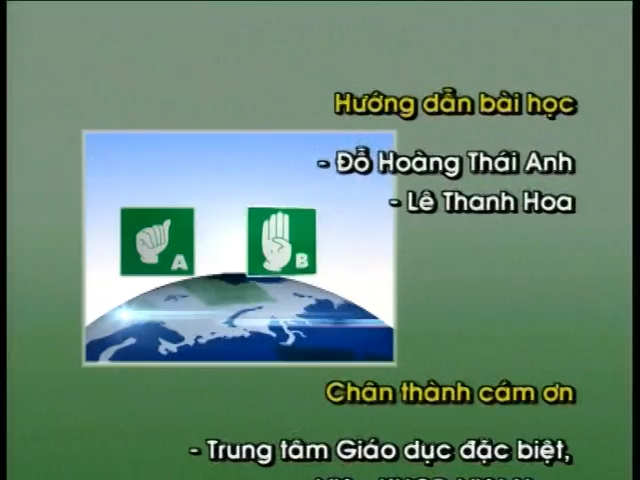 Hướng dẫn bài học
- Đỗ Hoàng Thái Anh
- Lê Thanh Hoa
A
B
Chân thành cám ơn
- Trung tâm Giáo dục đặc biệt,